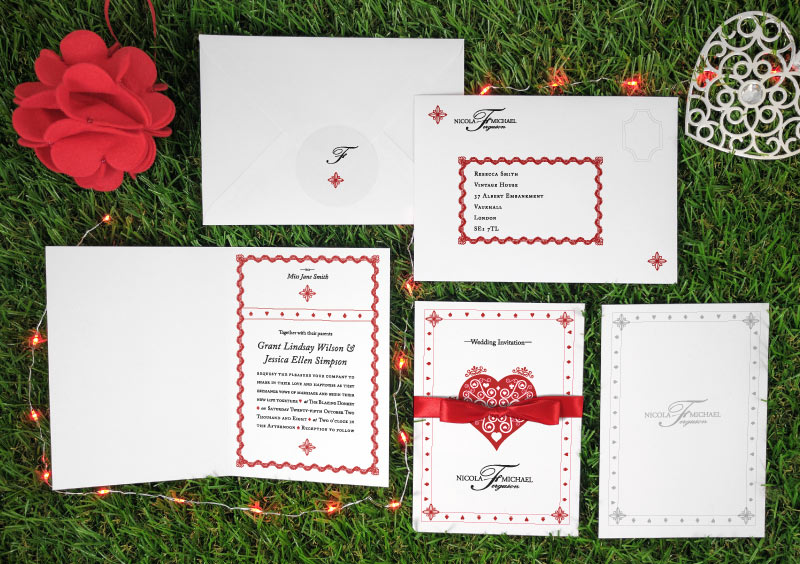 F
NICOLA F MICHAEL
Ferguson
Rebecca Smith
Vintage House
37 Albert Embankment
Vauxhall
London
SE1 7TL
to
Miss Jane Smith
Together with their parents
Grant Lindsay Wilson &
Jessica Ellen Simpson
request the pleasure your company to
share in their love and happiness as they
exchange vows of marriage and begin their
new life together ♥ at The Blazing Donkey
♦ on Saturday Twenty-fifth October Two
Thousand and Eight ♣ at Two o'clock in
the Afternoon ♠ Reception to follow
—Wedding Invitation—
NICOLA F MICHAEL
Ferguson
NICOLA F MICHAEL
Ferguson